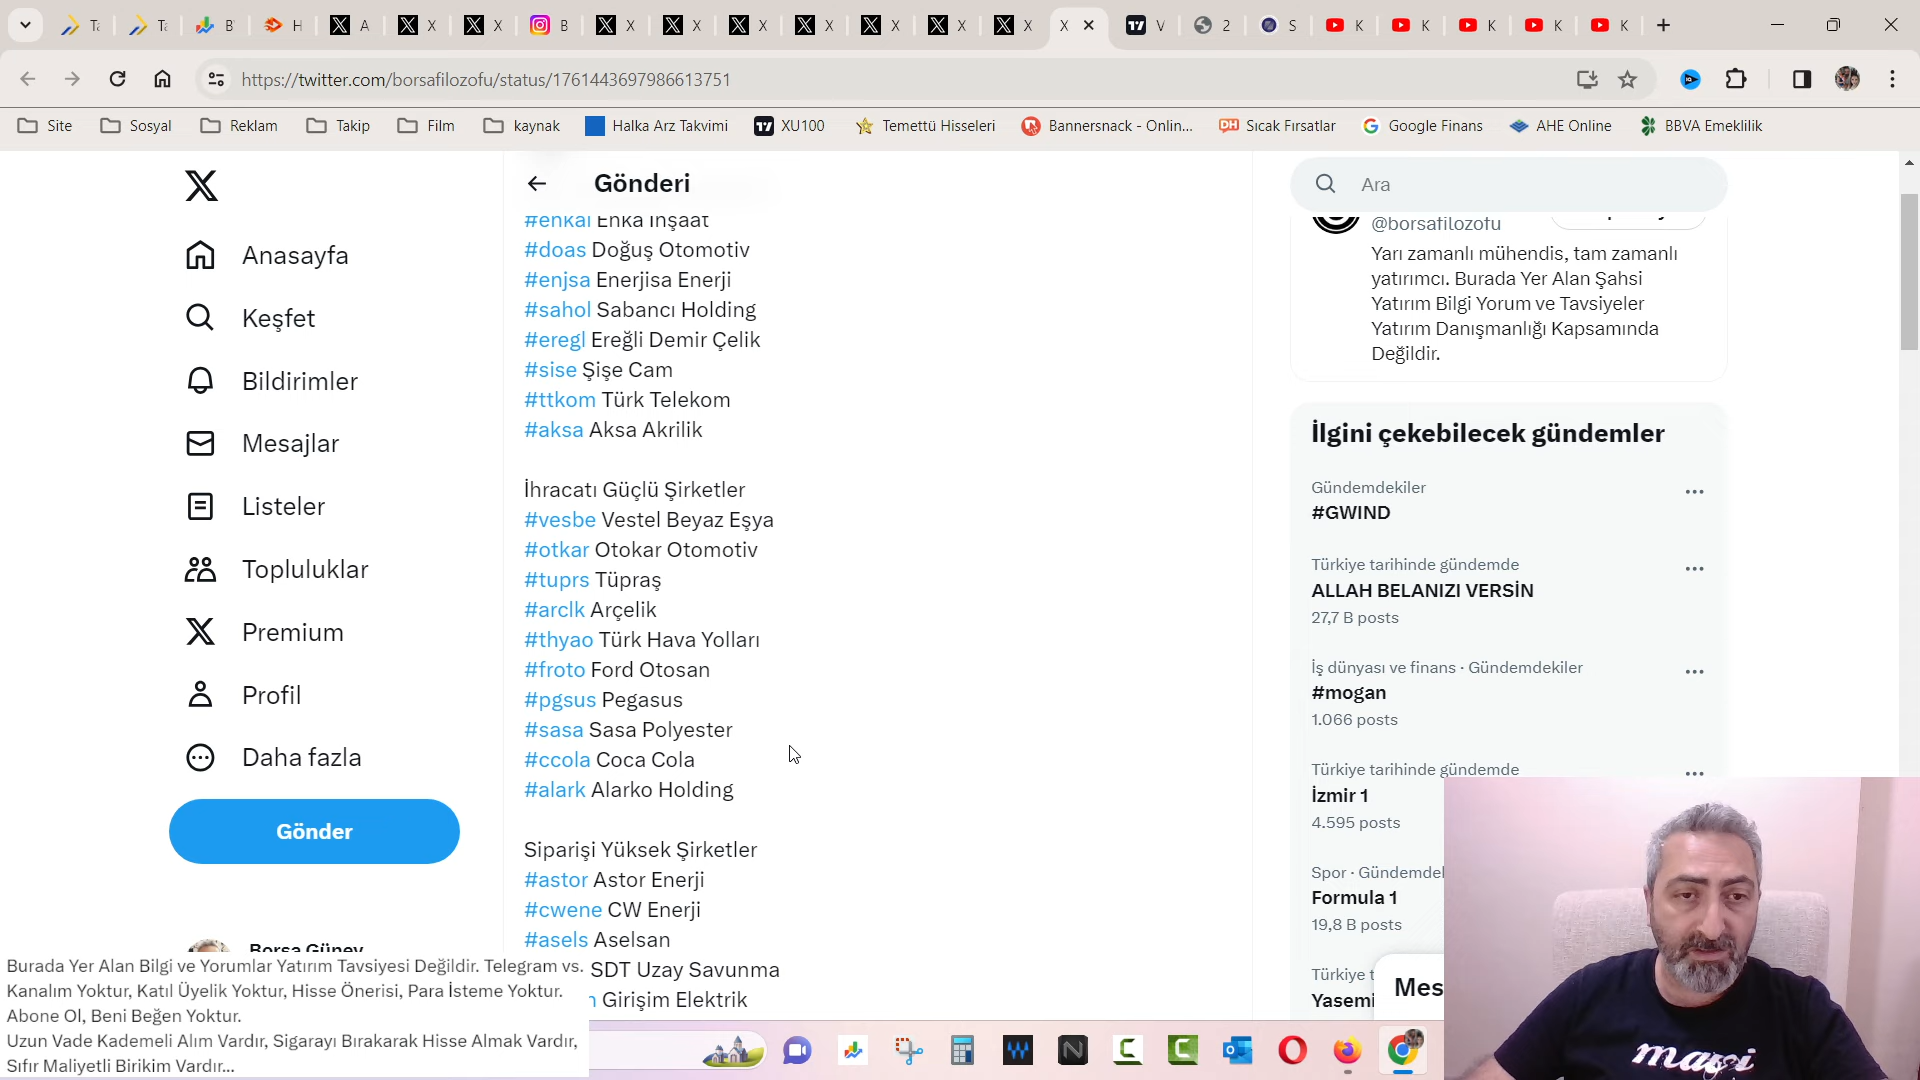 Ta
Ta
B
H
A
X
X
B
X
X
X
X
X
X
X
X
V
2
S
K
K
K
K
K
https://twitter.com/borsafilozofu/status/1761443697986613751
Site
Sosyal
Reklam
Takip
Film
kaynak
Halka Arz Takvimi
XU100
Temettü Hisseleri
Bannersnack - Onlin...
Sıcak Fırsatlar
Google Finans
AHE Online
BBVA Emeklilik
Anasayfa
Keşfet
Bildirimler
Mesajlar
Listeler
Topluluklar
Premium
Profil
Daha fazla
Gönder
Borsa Güney
Gönderi
#enkai Enka İnşaat
#doas Doğuş Otomotiv
#enjsa Enerjisa Enerji
#sahol Sabancı Holding
#eregl Ereğli Demir Çelik
#sise Şişe Cam
#ttkom Türk Telekom
#aksa Aksa Akrilik
İhracatı Güçlü Şirketler
#vesbe Vestel Beyaz Eşya
#otkar Otokar Otomotiv
#tuprs Tüpraş
#arclk Arçelik
#thyao Türk Hava Yolları
#froto Ford Otosan
#pgsus Pegasus
#sasa Sasa Polyester
#ccola Coca Cola
#alark Alarko Holding
Siparişi Yüksek Şirketler
#astor Astor Enerji
#cwene CW Enerji
#asels Aselsan
SDT Uzay Savunma
Girişim Elektrik
Ara
@borsafilozofu
Yarı zamanlı mühendis, tam zamanlı
yatırımcı. Burada Yer Alan Şahsi
Yatırım Bilgi Yorum ve Tavsiyeler
Yatırım Danışmanlığı Kapsamında
Değildir.
İlgini çekebilecek gündemler
Gündemdekiler
#GWIND
Türkiye tarihinde gündemde
ALLAH BELANIZI VERSİN
27,7 B posts
İş dünyası ve finans · Gündemdekiler
#mogan
1.066 posts
Türkiye tarihinde gündemde
İzmir 1
4.595 posts
Spor · Gündemdel
Formula 1
19,8 B posts
Türkiye t
Yasemi
Mes
Burada Yer Alan Bilgi ve Yorumlar Yatırım Tavsiyesi Değildir. Telegram vs.
Kanalım Yoktur, Katıl Üyelik Yoktur, Hisse Önerisi, Para İsteme Yoktur.
Abone Ol, Beni Beğen Yoktur.
Uzun Vade Kademeli Alım Vardır, Sigarayı Bırakarak Hisse Almak Vardır,
Sıfır Maliyetli Birikim Vardır...
mavi